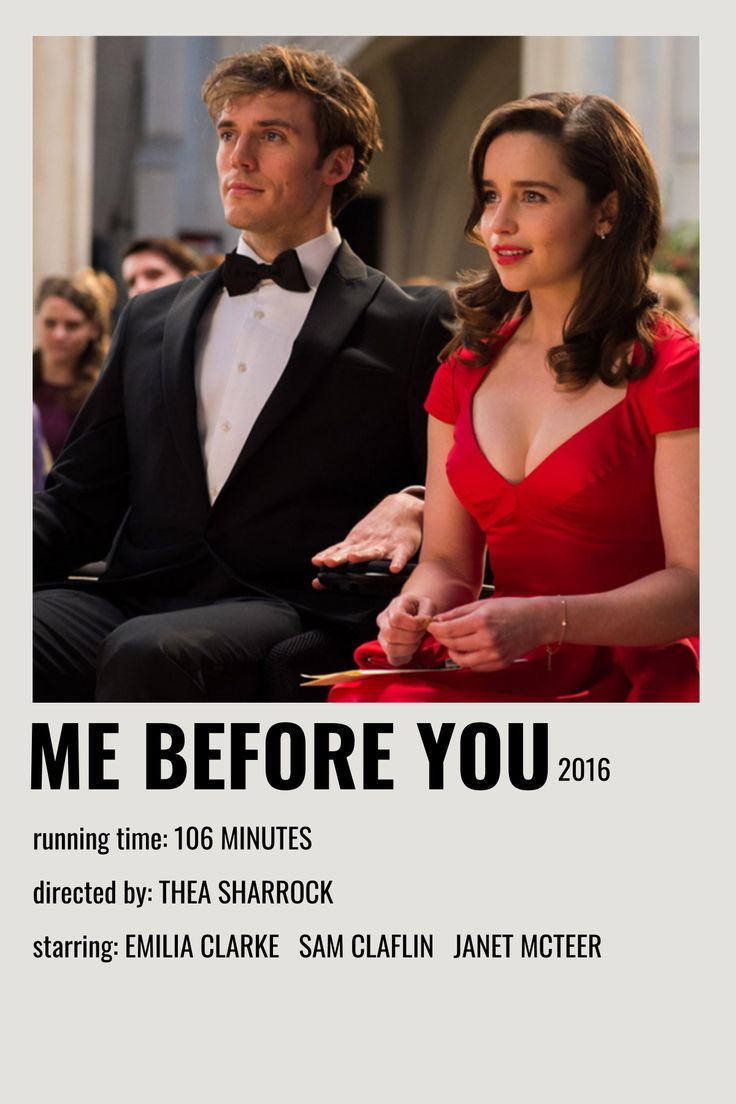 ME BEFORE YOU 2016
running time: 106 MINUTES
directed by: THEA SHARROCK
starring: EMILIA CLARKE SAM CLAFLIN JANET MCTEER